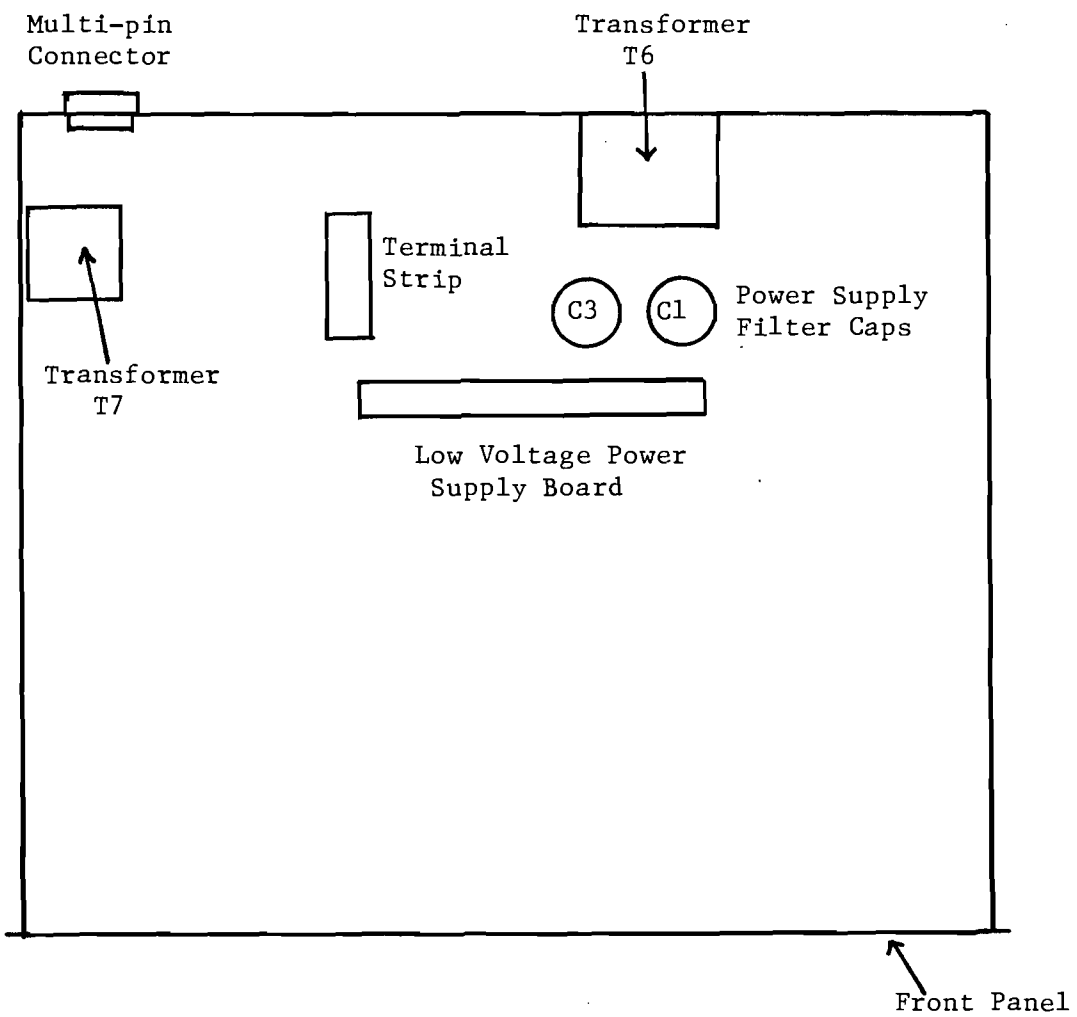 Multi-pin
Connector
Transformer
T6
Terminal
Strip
C3
C1
Power Supply
Filter Caps
Transformer
T7
Low Voltage Power
Supply Board
Front Panel